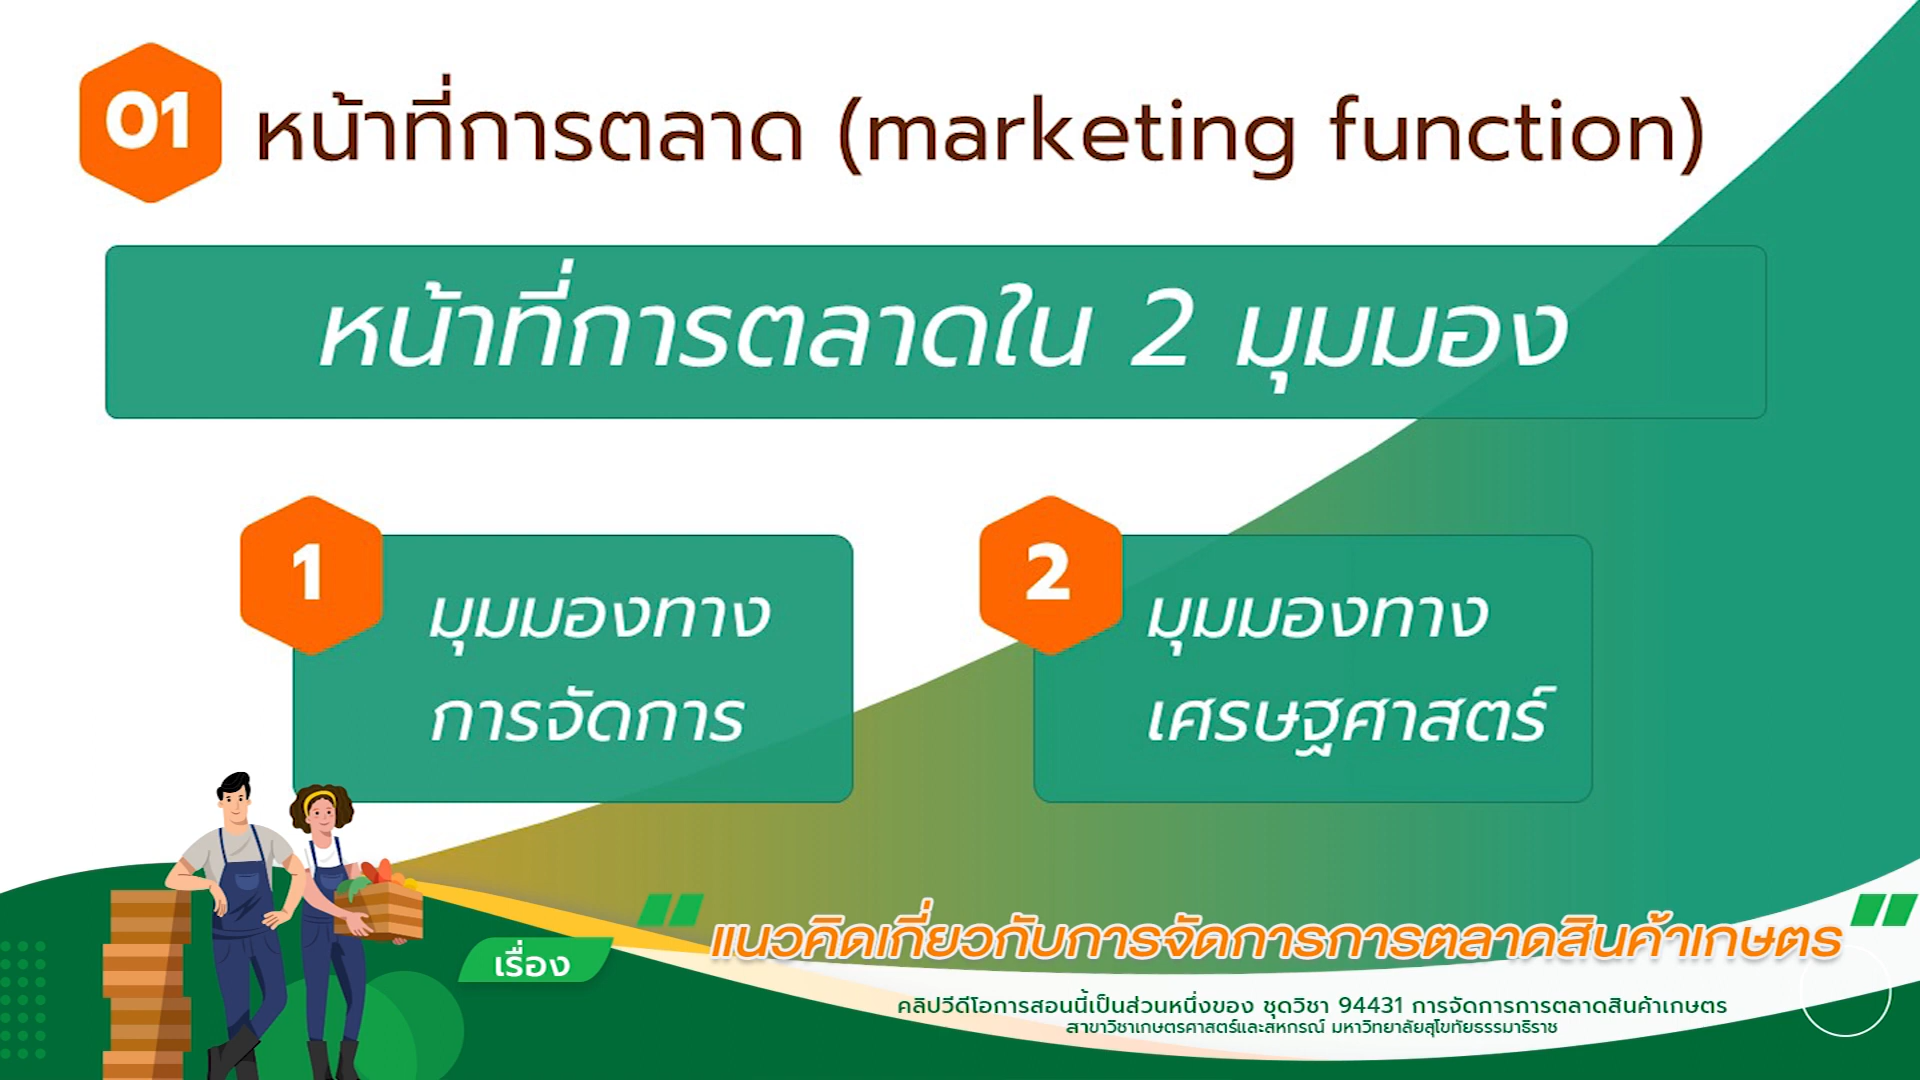 01 หน้าที่การตลาด (marketing function)
หน้าที่การตลาดใน 2 มุมมอง
1
มุมมองทาง
การจัดการ
2
มุมมองทาง
เศรษฐศาสตร์
เรื่อง
" แนวคิดเกี่ยวกับการจัดการการตลาดสินค้าเกษตร "
คลิปวีดีโอการสอนนี้เป็นส่วนหนึ่งของ ชุดวิชา 94431 การจัดการการตลาดสินค้าเกษตร
สาขาวิชาเกษตรศาสตร์และสหกรณ์ มหาวิทยาลัยสุโขทัยธรรมาธิราช